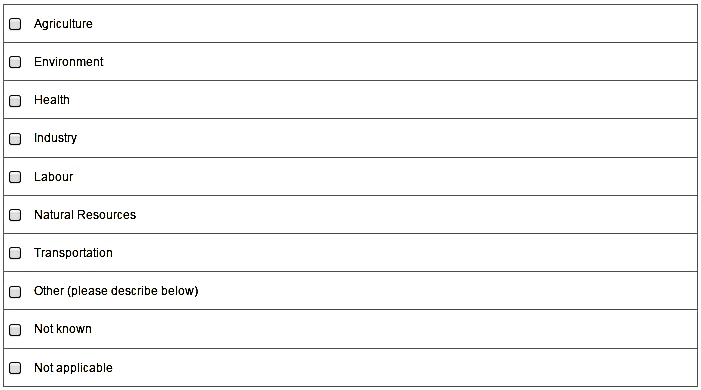 Agriculture
Environment
Health
Industry
Labour
Natural Resources
Transportation
Other (please describe below)
Not known
Not applicable